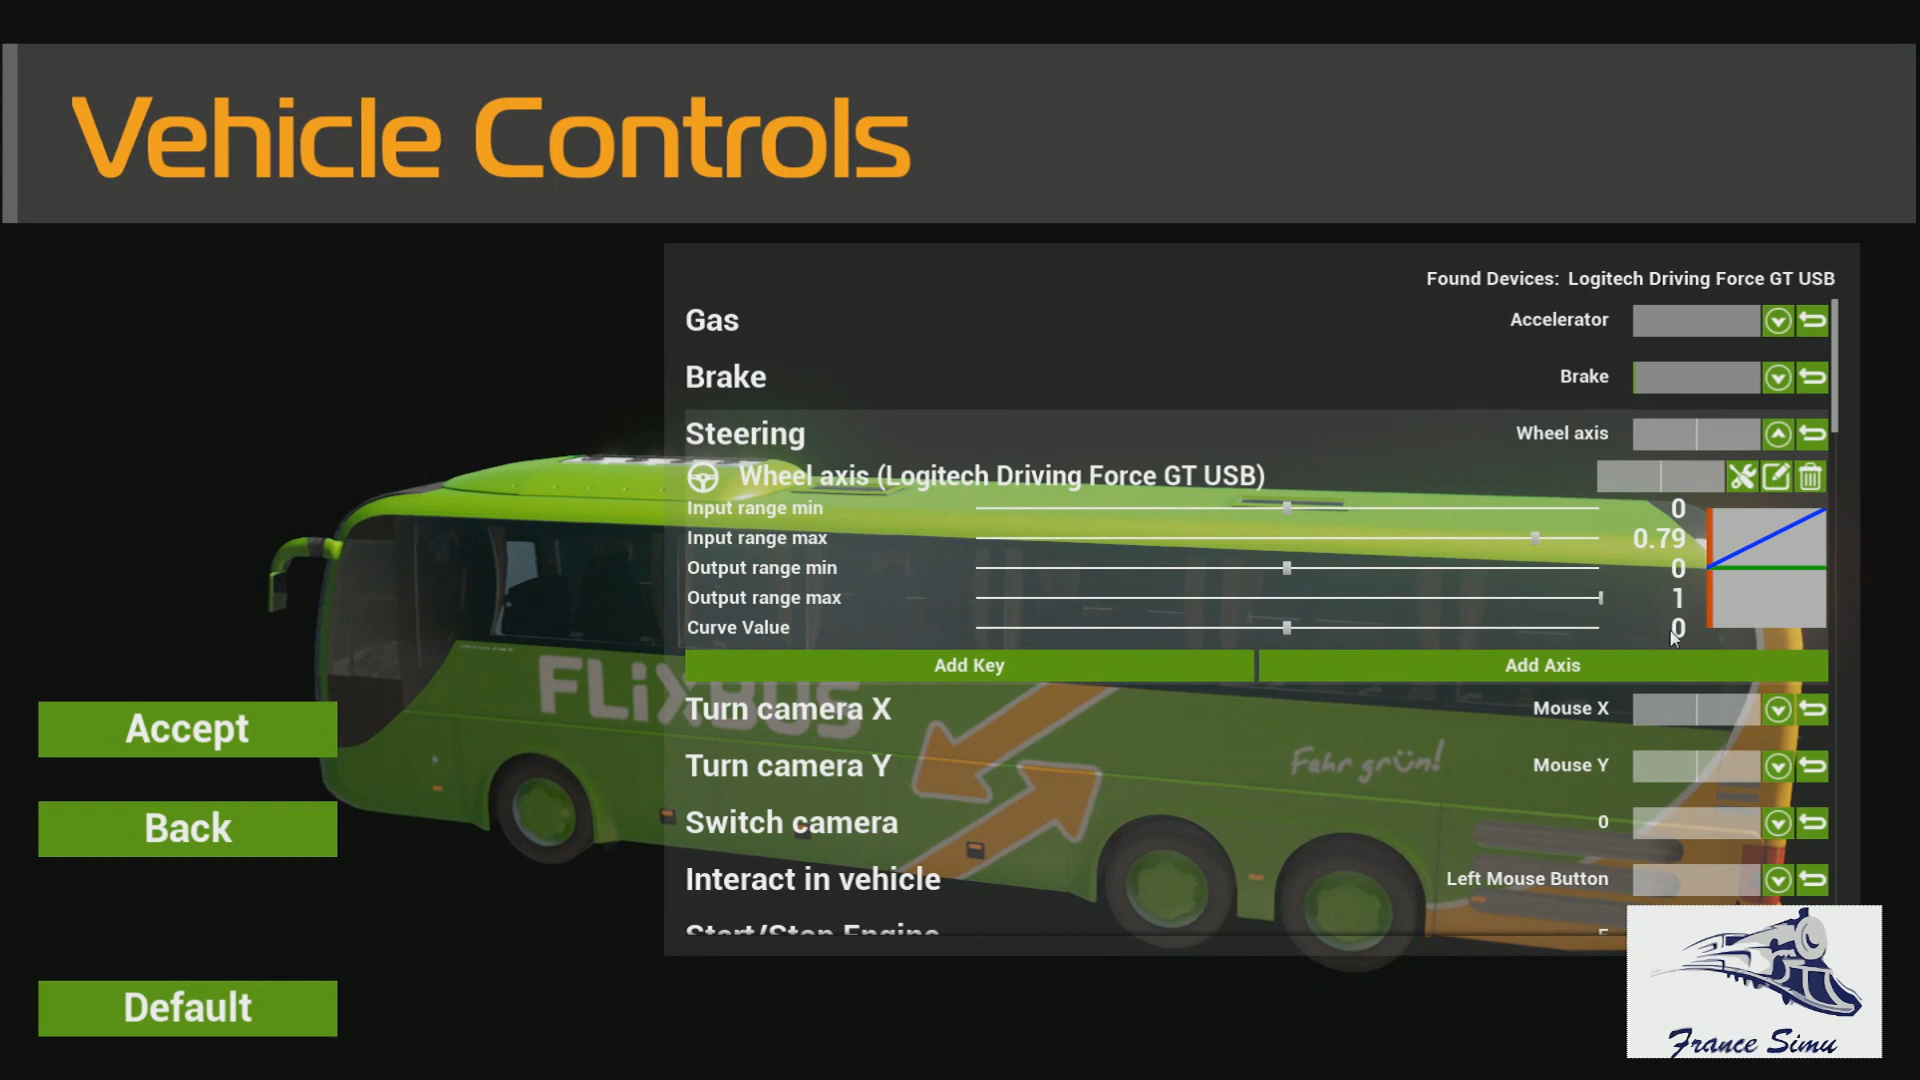 Vehicle Controls
Found Devices: Logitech Driving Force GT USB
Gas Accelerator
Brake Brake
Steering Wheel axis
Wheel axis (Logitech Driving Force GT USB)
Input range min 0
Input range max 0.79
Output range min 0
Output range max 1
Curve Value 0
Add Key Add Axis
Turn camera X Mouse X
Turn camera Y Mouse Y
Switch camera 0
Interact in vehicle Left Mouse Button
Start/Stop Engine
FLiXBUS
Fahr grün!
Accept
Back
Default
France Simu